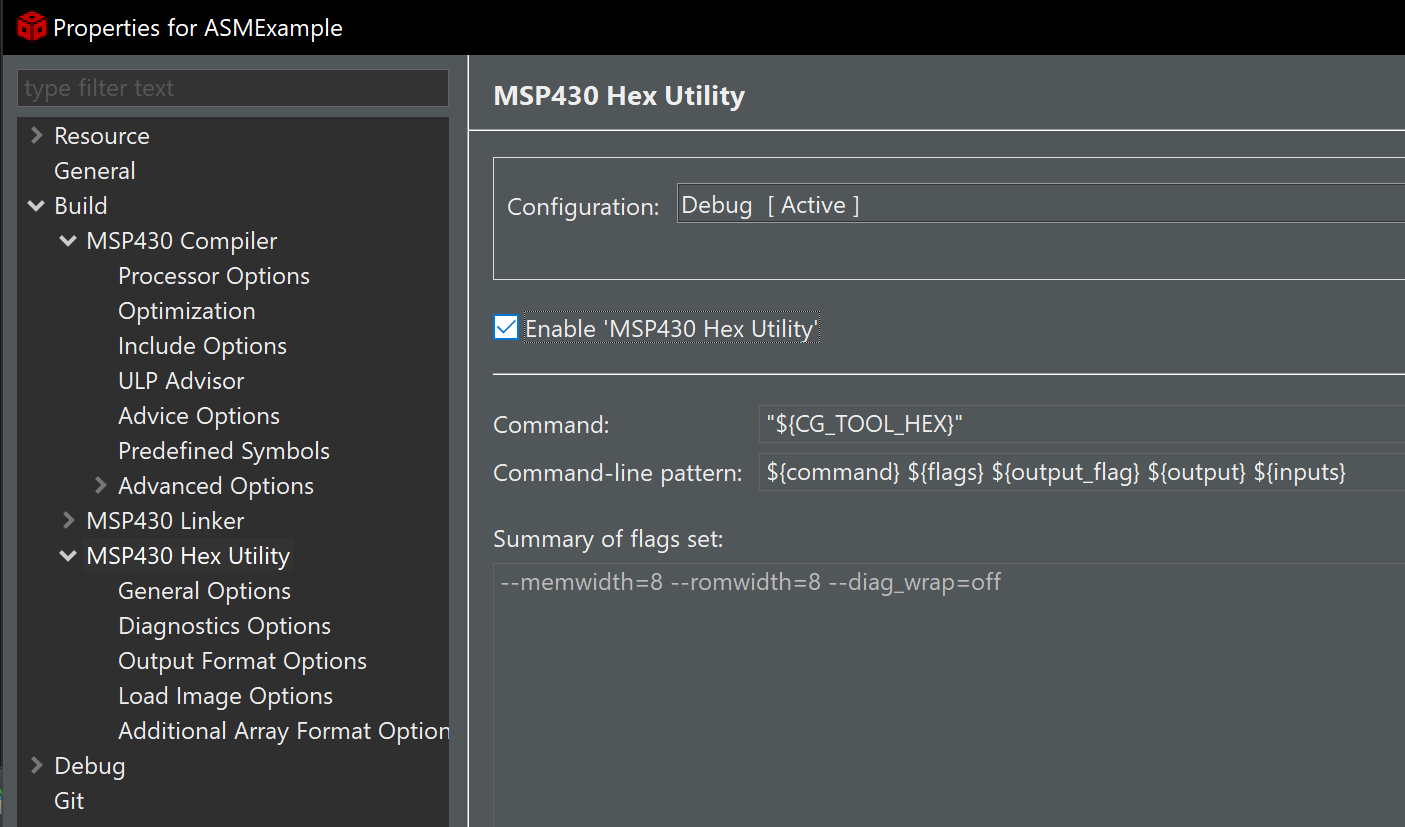 Properties for ASMExample
type filter text
Resource
General
Build
MSP430 Compiler
Processor Options
Optimization
Include Options
ULP Advisor
Advice Options
Predefined Symbols
Advanced Options
MSP430 Linker
MSP430 Hex Utility
General Options
Diagnostics Options
Output Format Options
Load Image Options
Additional Array Format Option
Debug
Git
MSP430 Hex Utility
Configuration: Debug [ Active ]
Enable 'MSP430 Hex Utility'
Command: "${CG_TOOL_HEX}"
Command-line pattern: ${command} ${flags} ${output_flag} ${output} ${inputs}
Summary of flags set:
--memwidth=8 --romwidth=8 --diag_wrap=off